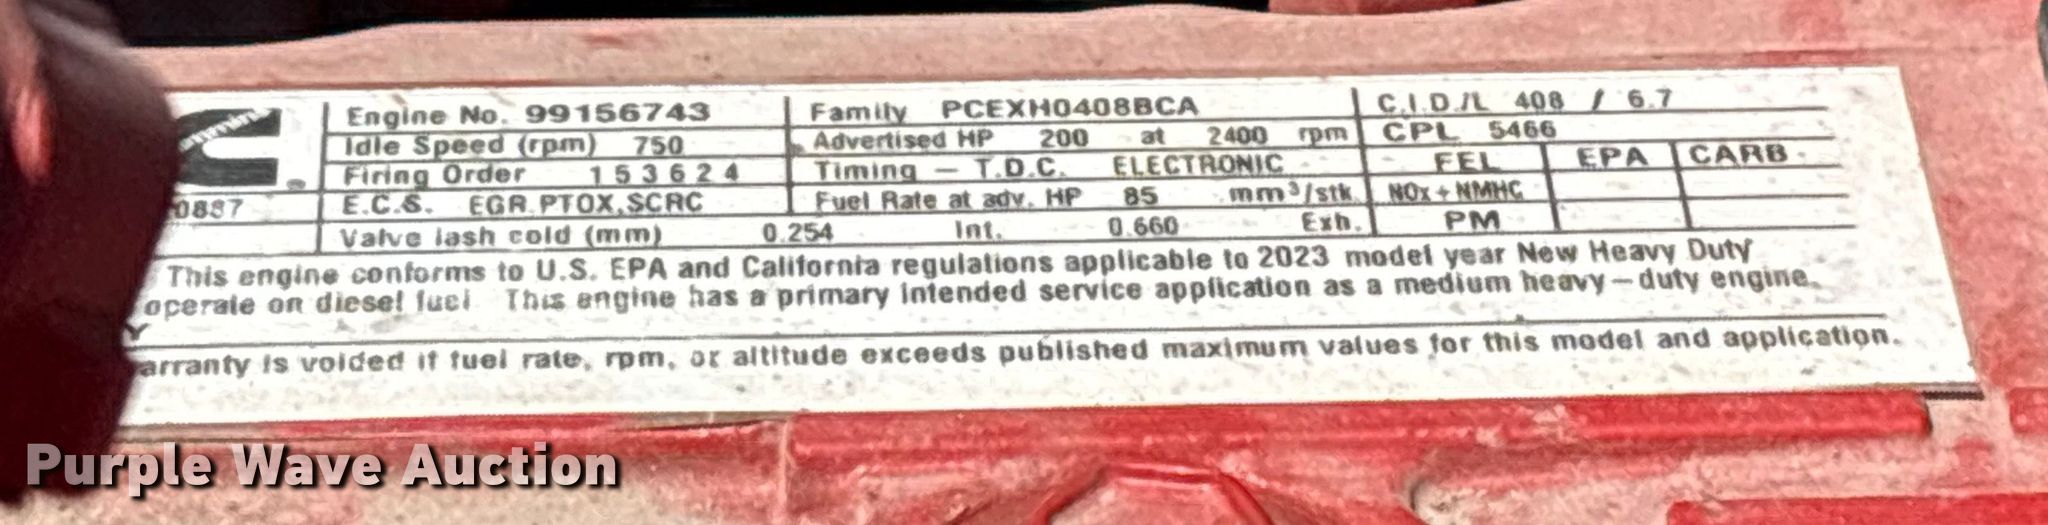 Engine No. 99156743 Family PCEXH0408BCA C.I.D./L 408 / 6.7
Idle Speed (rpm) 750 Advertised HP 200 at 2400 rpm CPL 5466
Firing Order 1 5 3 6 2 4 Timing - T.D.C. ELECTRONIC FEL EPA CARB
0887 E.C.S. EGR PTOX,SCRC Fuel Rate at adv. HP 85 mm³/stk NOx + NMHC
Valve lash cold (mm) 0.254 Int. 0.660 Exh. PM
This engine conforms to U.S. EPA and California regulations applicable to 2023 model year New Heavy Duty
operate on diesel fuel This engine has a primary intended service application as a medium heavy-duty engine.
Y
arranty is voided if fuel rate, rpm, or altitude exceeds published maximum values for this model and application.
Purple Wave Auction